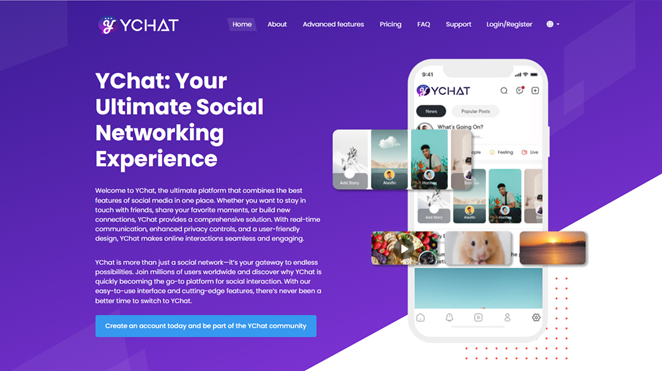 YCHAT
Home About Advanced features Pricing FAQ Support Login/Register
YChat: Your
Ultimate Social
Networking
Experience
Welcome to YChat, the ultimate platform that combines the best
features of social media in one place. Whether you want to stay in
touch with friends, share your favorite moments, or build new
connections, YChat provides a comprehensive solution. With real-time
communication, enhanced privacy controls, and a user-friendly
design, YChat makes online interactions seamless and engaging.
YChat is more than just a social network—it's your gateway to endless
possibilities. Join millions of users worldwide and discover why YChat is
quickly becoming the go-to platform for social interaction. With our
easy-to-use interface and cutting-edge features, there's never been a
better time to switch to YChat.
Create an account today and be part of the YChat community
9:41
YCHAT
News Popular Posts
What's Going On?
Feeling Live
Add Story
Add Story